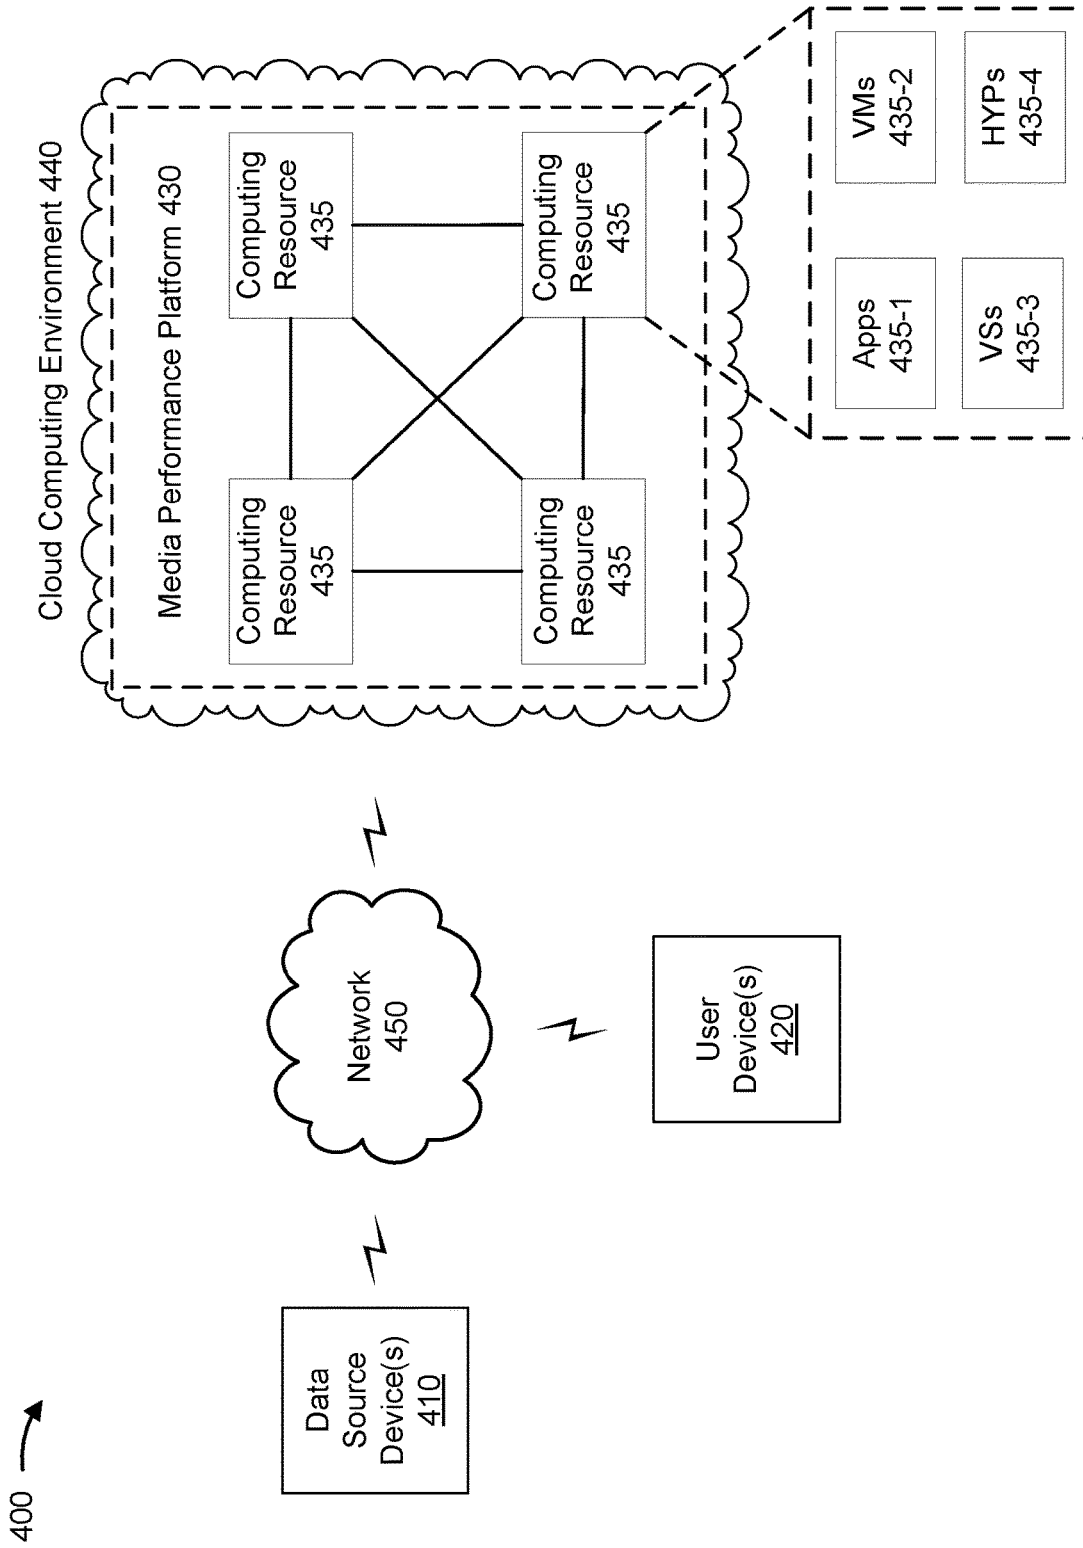 400
Cloud Computing Environment 440
Media Performance Platform 430
Computing
Resource
435
Computing
Resource
435
Computing
Resource
435
Computing
Resource
435
Network
450
Data
Source
Device(s)
410
User
Device(s)
420
Apps
435-1
VMs
435-2
VSs
435-3
HYPs
435-4